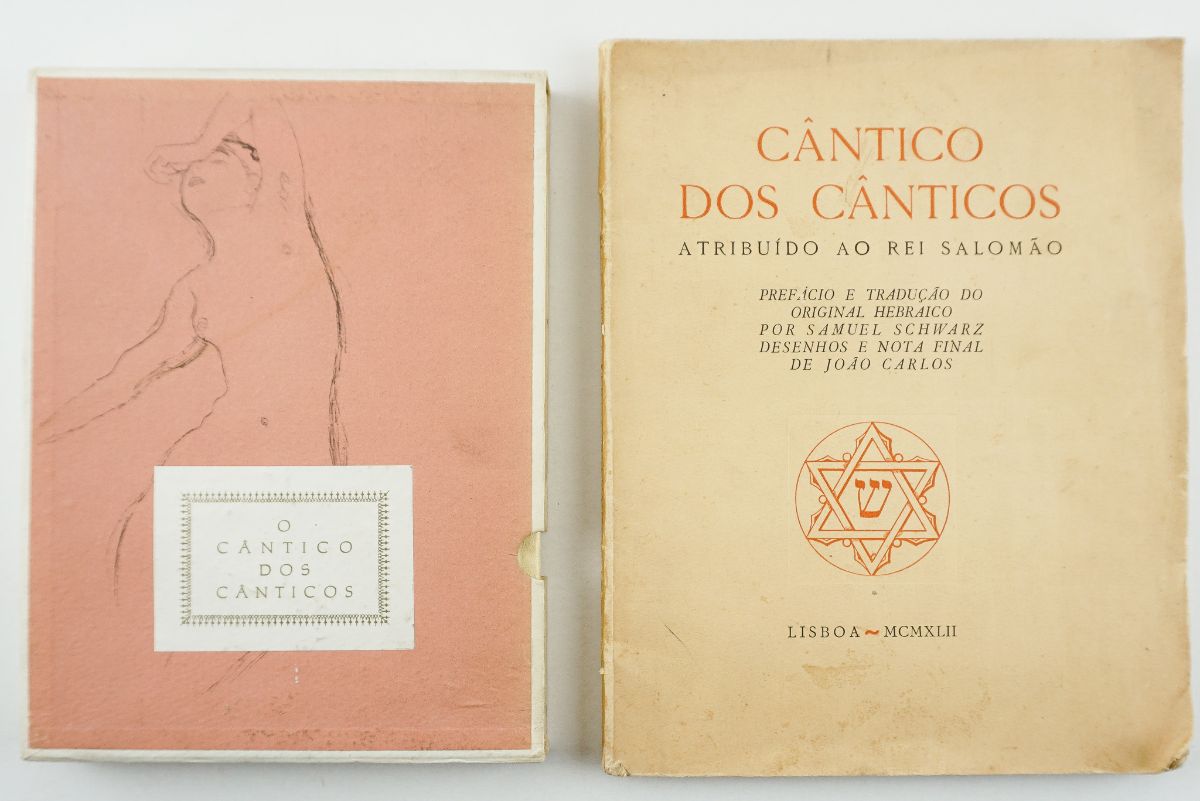 O
CÂNTICO
DOS
CÂNTICOS
CÂNTICO
DOS CÂNTICOS
ATRIBUÍDO AO REI SALOMÃO
PREFÁCIO E TRADUÇÃO DO
ORIGINAL HEBRAICO
POR SAMUEL SCHWARZ
DESENHOS E NOTA FINAL
DE JOÃO CARLOS
ש
LISBOA ~ MCMXLII